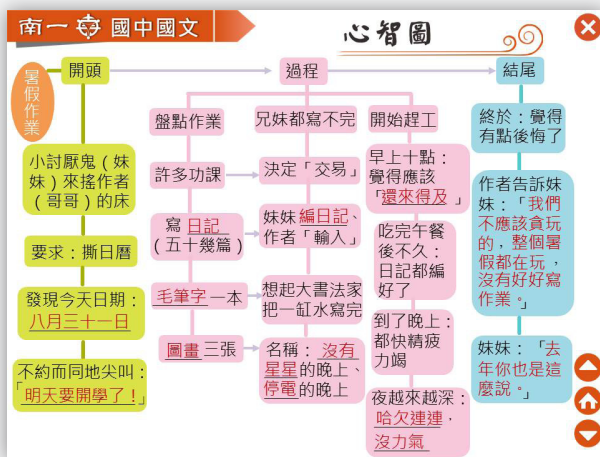 南一 國中國文
心智圖
暑假作業
開頭
過程
結尾
小討厭鬼(妹
妹)來搖作者
(哥哥)的床
要求:撕日曆
發現今天日期:
八月三十一日
不約而同地尖叫:
「明天要開學了!」
盤點作業
許多功課
寫日記
(五十幾篇)
毛筆字一本
圖畫三張
兄妹都寫不完
決定「交易」
妹妹編日記、
作者「輸入」
想起大書法家
把一缸水寫完
名稱:沒有
星星的晚上、
停電的晚上
開始趕工
早上十點:
覺得應該
「還來得及」
吃完午餐
後不久:
日記都編
好了
到了晚上:
都快精疲
力竭
夜越來越深:
哈欠連連,
沒力氣
終於:覺得
有點後悔了
作者告訴妹
妹:「我們
不應該貪玩
的,整個暑
假都在玩,
沒有好好寫
作業。」
妹妹:「去
年你也是這
麼說。」